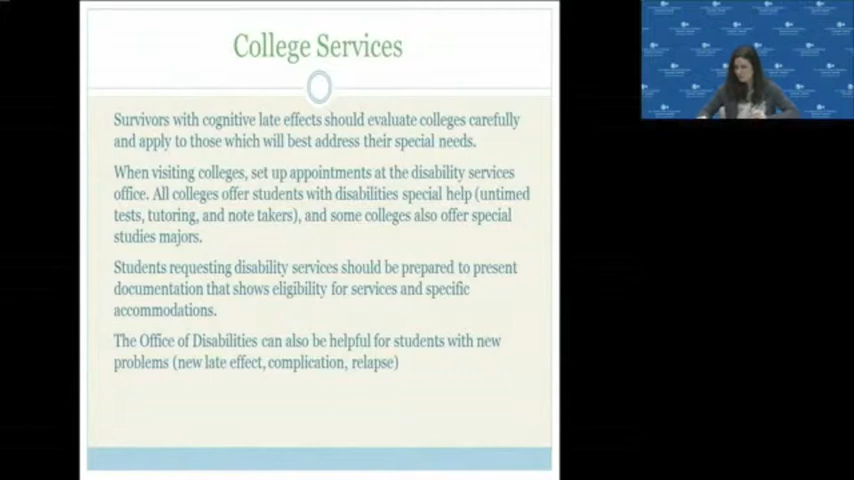 College Services
Survivors with cognitive late effects should evaluate colleges carefully
and apply to those which will best address their special needs.
When visiting colleges, set up appointments at the disability services
office. All colleges offer students with disabilities special help (untimed
tests, tutoring, and note takers), and some colleges also offer special
studies majors.
Students requesting disability services should be prepared to present
documentation that shows eligibility for services and specific
accommodations.
The Office of Disabilities can also be helpful for students with new
problems (new late effect, complication, relapse)